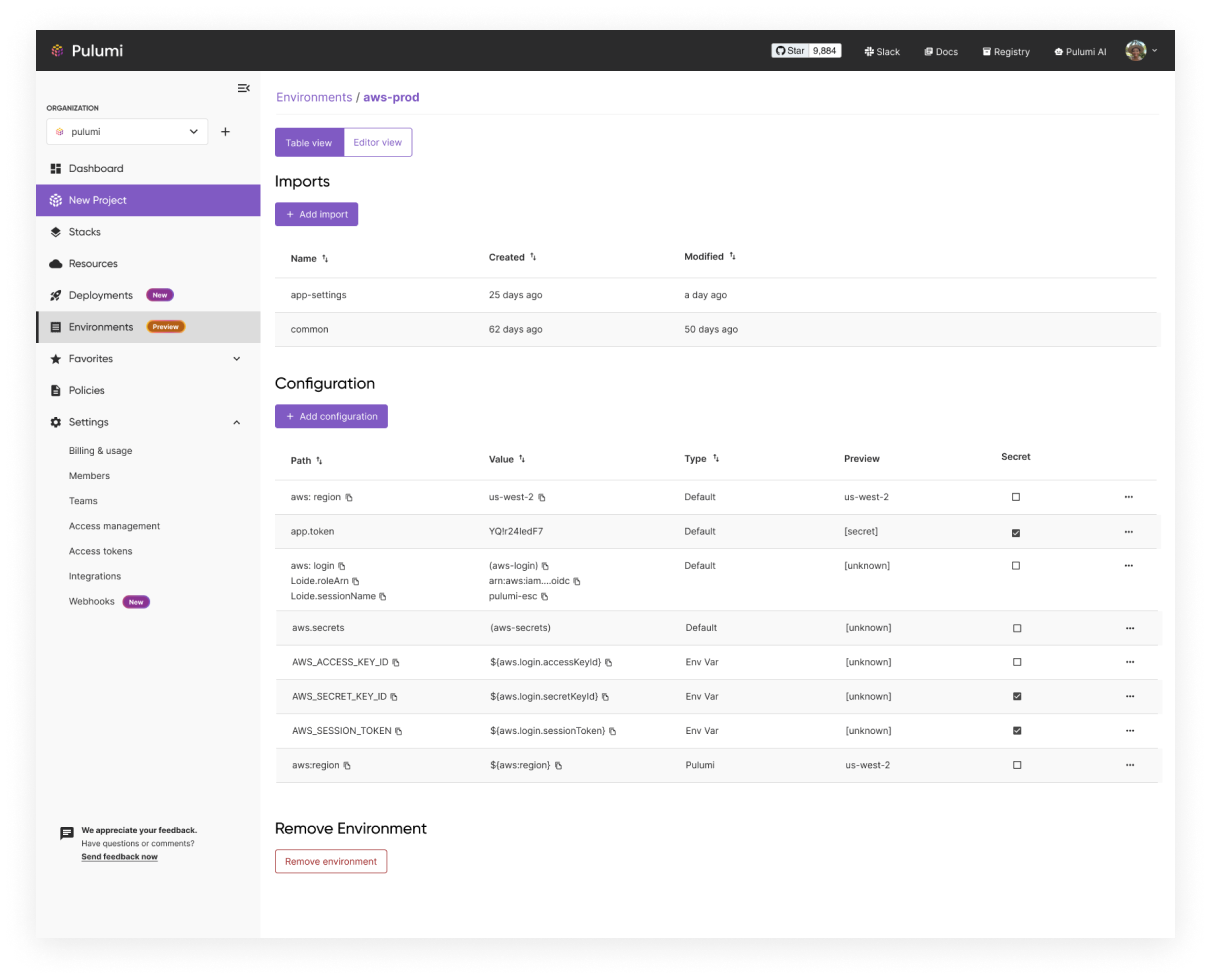 Pulumi
Star 9,884
Slack
Docs
Registry
Pulumi AI
ORGANIZATION
pulumi
Dashboard
New Project
Stacks
Resources
Deployments New
Environments Preview
Favorites
Policies
Settings
Billing & usage
Members
Teams
Access management
Access tokens
Integrations
Webhooks New
We appreciate your feedback.
Have questions or comments?
Send feedback now
Environments / aws-prod
Table view Editor view
Imports
+ Add import
Name Created Modified
app-settings 25 days ago a day ago
common 62 days ago 50 days ago
Configuration
+ Add configuration
Path Value Type Preview Secret
aws: region us-west-2 Default us-west-2
app.token YQ!r24ledF7 Default [secret]
aws: login (aws-login) Default [unknown]
Loide.roleArn arn:aws:iam....oidc
Loide.sessionName pulumi-esc
aws.secrets (aws-secrets) Default [unknown]
AWS_ACCESS_KEY_ID ${aws.login.accessKeyId} Env Var [unknown]
AWS_SECRET_KEY_ID ${aws.login.secretKeyId} Env Var [unknown]
AWS_SESSION_TOKEN ${aws.login.sessionToken} Env Var [unknown]
aws:region ${aws:region} Pulumi us-west-2
Remove Environment
Remove environment